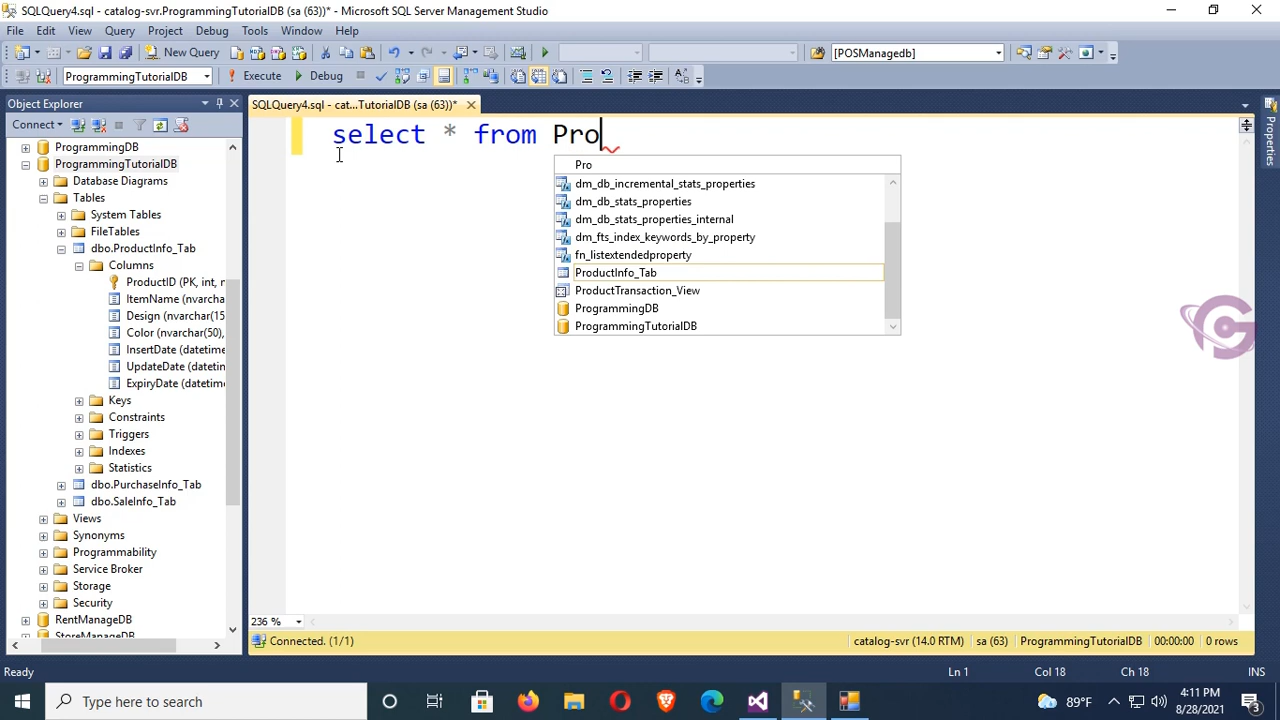 SQLQuery4.sql - catalog-svr.ProgrammingTutorialDB (sa (63))* - Microsoft SQL Server Management Studio
File Edit View Query Project Debug Tools Window Help
New Query
[POSManagedb]
ProgrammingTutorialDB
Execute
Debug
Object Explorer
SQLQuery4.sql - cat...TutorialDB (sa (63))*
Properties
Connect
ProgrammingDB
ProgrammingTutorialDB
Database Diagrams
Tables
System Tables
FileTables
dbo.ProductInfo_Tab
Columns
ProductID (PK, int, n
ItemName (nvarcha
Design (nvarchar(15
Color (nvarchar(50),
InsertDate (datetime
UpdateDate (datetim
ExpiryDate (datetim
Keys
Constraints
Triggers
Indexes
Statistics
dbo.PurchaseInfo_Tab
dbo.SaleInfo_Tab
Views
Synonyms
Programmability
Service Broker
Storage
Security
RentManageDB
StoreManageDB
select * from Pro
Pro
dm_db_incremental_stats_properties
dm_db_stats_properties
dm_db_stats_properties_internal
dm_fts_index_keywords_by_property
fn_listextendedproperty
ProductInfo_Tab
ProductTransaction_View
ProgrammingDB
ProgrammingTutorialDB
236 %
Connected. (1/1)
catalog-svr (14.0 RTM)
sa (63)
ProgrammingTutorialDB
00:00:00
0 rows
Ready
Ln 1
Col 18
Ch 18
INS
Type here to search
89°F
4:11 PM
8/28/2021
3